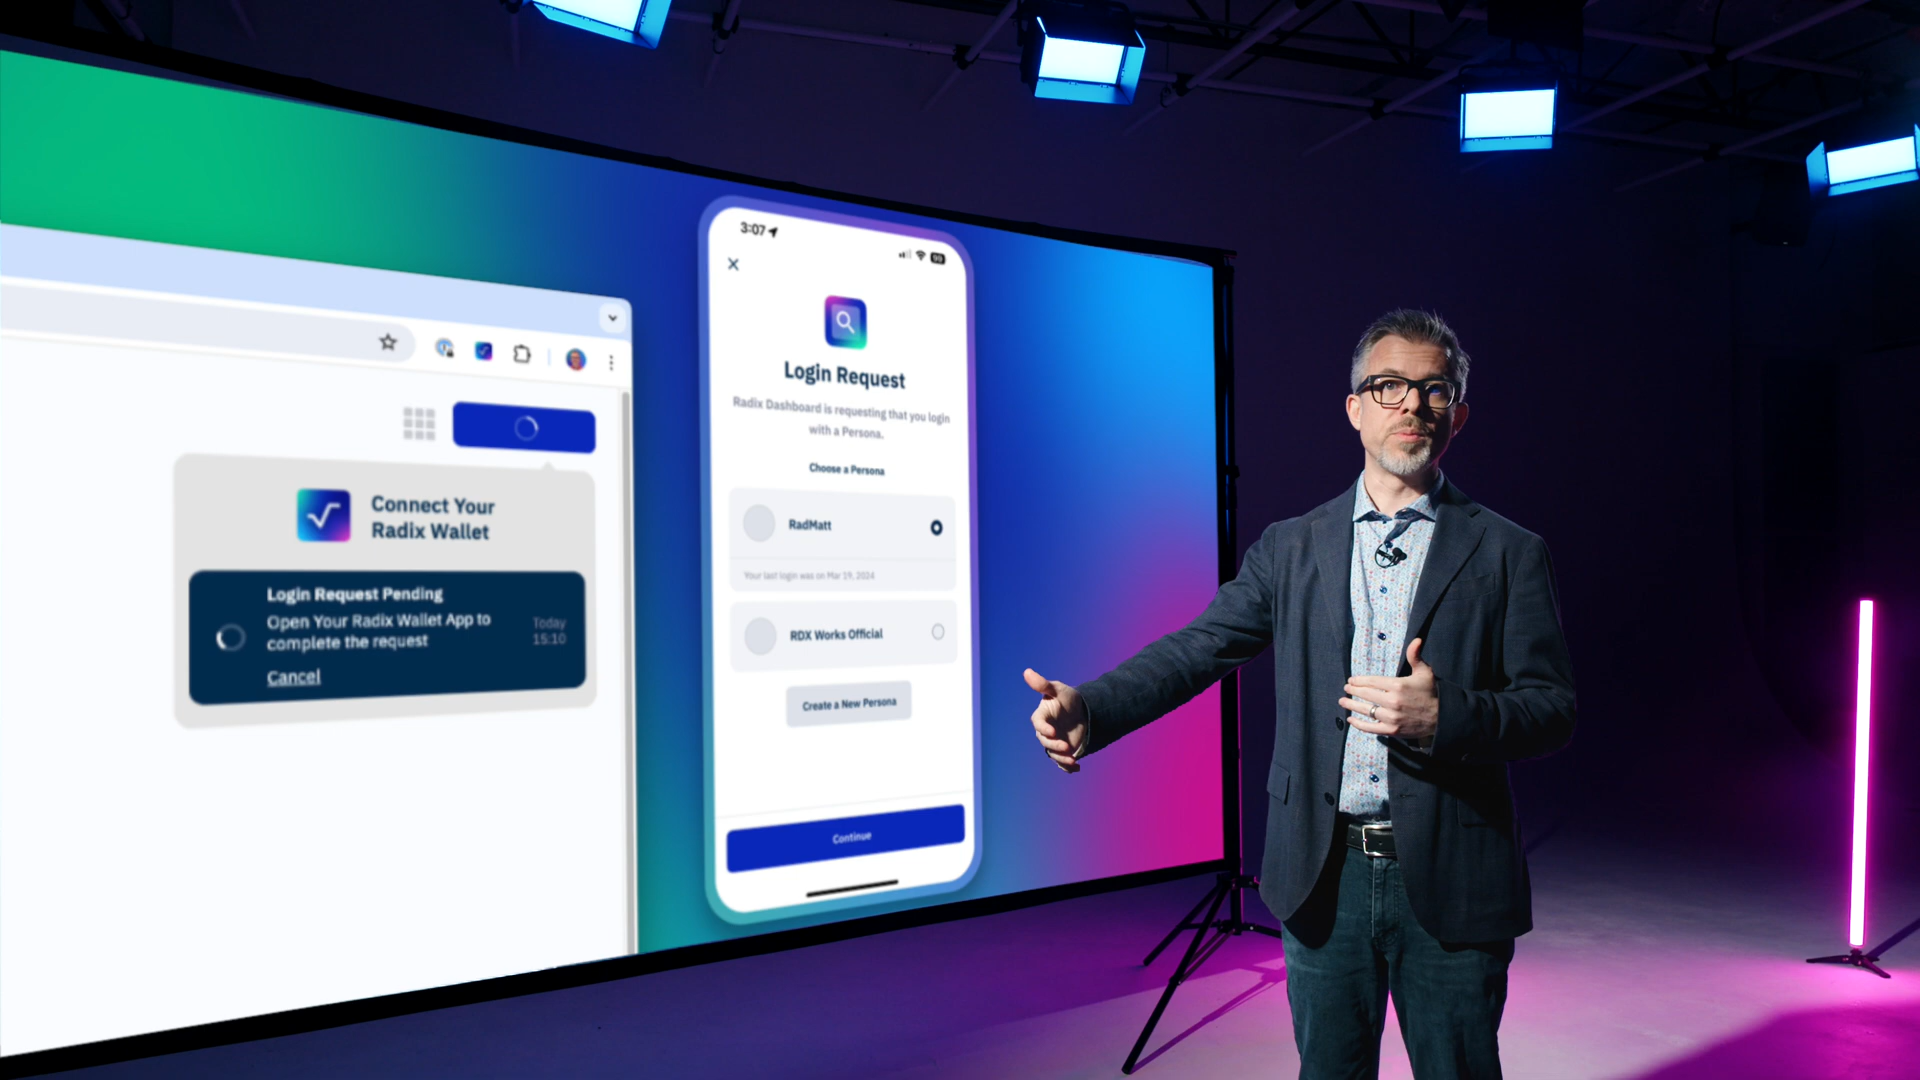 Connect Your
Radix Wallet
Login Request Pending
Open Your Radix Wallet App to
complete the request
Today
15:10
Cancel
3:07
99
Login Request
Radix Dashboard is requesting that you login
with a Persona.
Choose a Persona
RadMatt
Your last login was on Mar 19, 2024
RDX Works Official
Create a New Persona
Continue